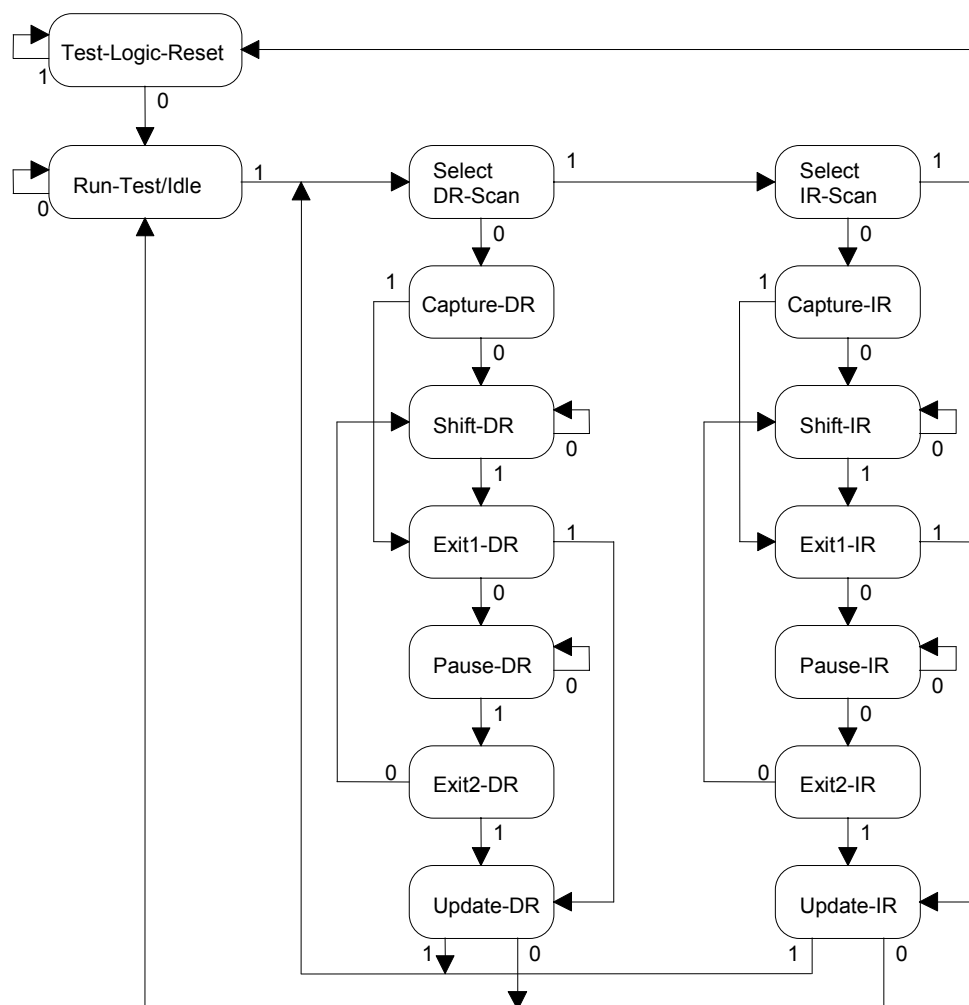 Test-Logic-Reset
1
0
Run-Test/Idle
0
1
Select
DR-Scan
1
0
Select
IR-Scan
1
0
Capture-DR
1
0
Capture-IR
1
0
Shift-DR
0
1
Shift-IR
0
1
Exit1-DR
1
0
Exit1-IR
1
0
Pause-DR
0
1
Pause-IR
0
0
Exit2-DR
0
1
Exit2-IR
0
1
Update-DR
1
0
Update-IR
1
0